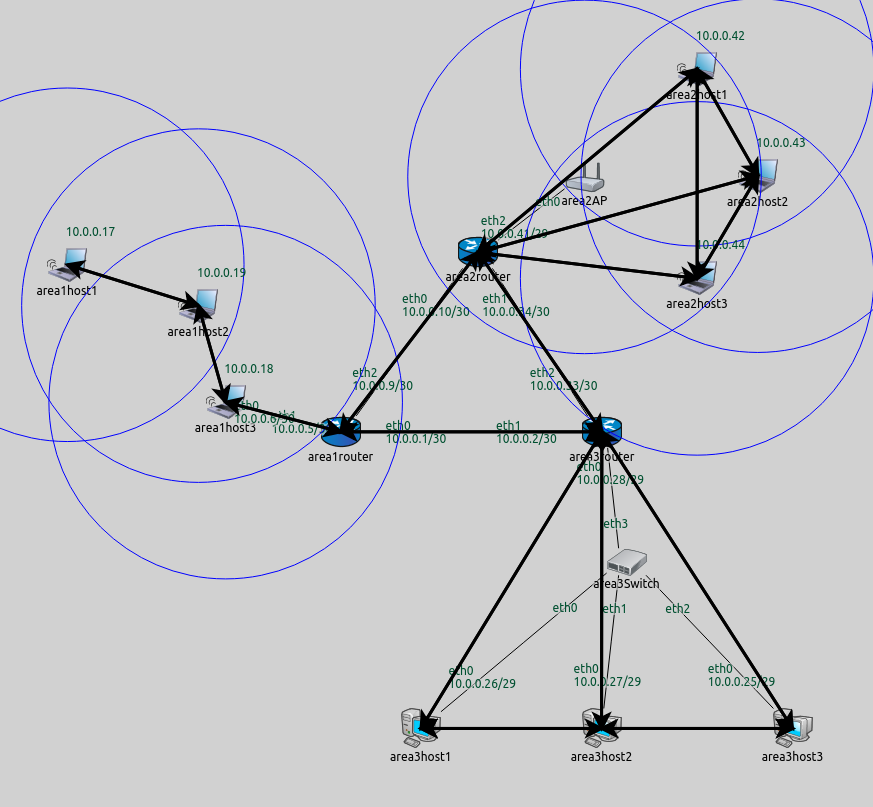 10.0.0.42
area2host1
10.0.0.43
area2host2
eth0
area2AP
eth2
10.0.0.41/29
area2router
10.0.0.44
area2host3
10.0.0.17
area1host1
10.0.0.19
area1host2
eth0
10.0.0.10/30
eth1
10.0.0.34/30
10.0.0.18
area1host3
eth0
10.0.0.6/30
eth1
10.0.0.5/
eth2
10.0.0.9/30
eth2
10.0.0.33/30
eth0
10.0.0.1/30
eth1
10.0.0.2/30
area1router
area3router
eth0
10.0.0.28/29
eth3
area3Switch
eth0
eth1
eth2
eth0
10.0.0.26/29
eth0
10.0.0.27/29
eth0
10.0.0.25/29
area3host1
area3host2
area3host3